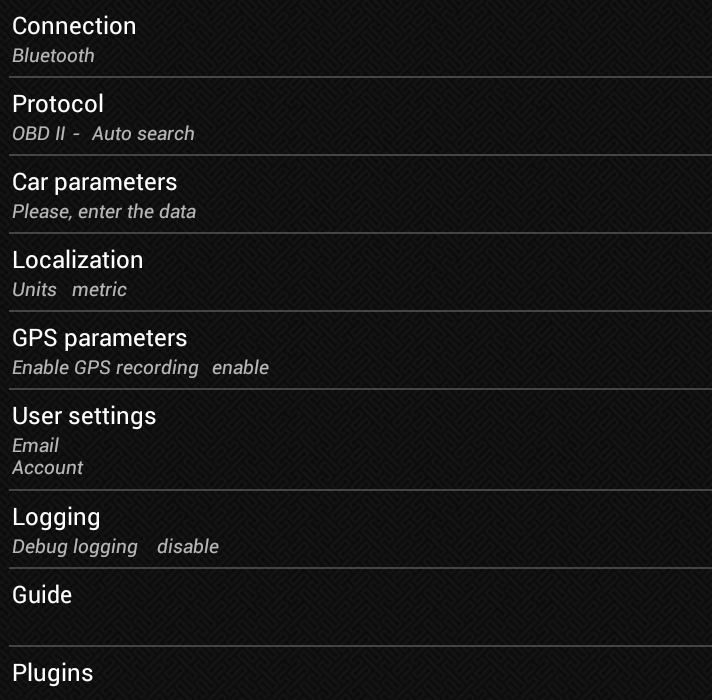 Connection
Bluetooth
Protocol
OBD II - Auto search
Car parameters
Please, enter the data
Localization
Units metric
GPS parameters
Enable GPS recording enable
User settings
Email
Account
Logging
Debug logging disable
Guide
Plugins